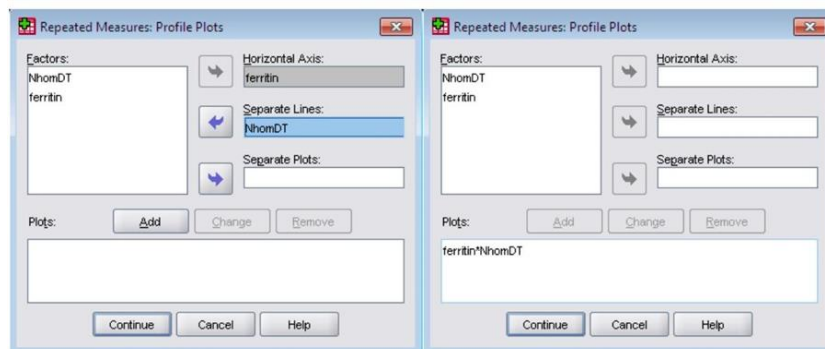 Repeated Measures: Profile Plots
Factors:
NhomDT
ferritin
Horizontal Axis:
ferritin
Separate Lines:
NhomDT
Separate Plots:
Plots:
Add
Change
Remove
Continue
Cancel
Help
Repeated Measures: Profile Plots
Factors:
NhomDT
ferritin
Horizontal Axis:
Separate Lines:
Separate Plots:
Plots:
Add
Change
Remove
ferritin*NhomDT
Continue
Cancel
Help